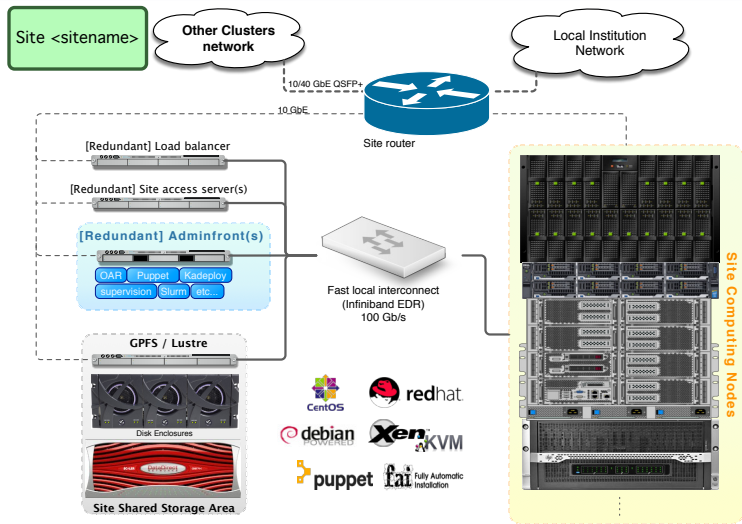 Site <sitename>
Other Clusters
network
Local Institution
Network
10/40 GbE QSFP+
10 GbE
Site router
[Redundant] Load balancer
[Redundant] Site access server(s)
[Redundant] Adminfront(s)
OAR
Puppet
Kadeploy
supervision
Slurm
etc...
Fast local interconnect
(Infiniband EDR)
100 Gb/s
GPFS / Lustre
Disk Enclosures
DataDirect
Site Shared Storage Area
CentOS
redhat.
debian
POWERED
Xen
KVM
puppet
fai
Fully Automatic
Installation
Site Computing Nodes